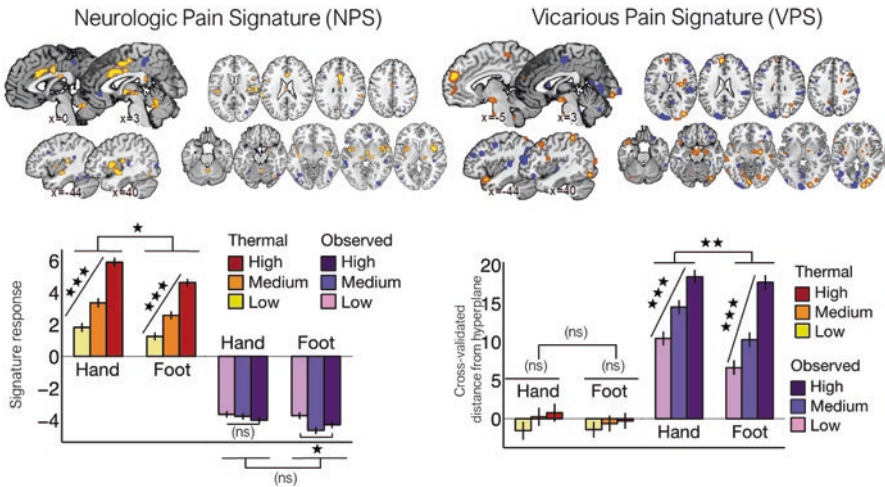 Neurologic Pain Signature (NPS)
x=0 x=3
x=-44 x=40
Signature response
6
4
2
0
−2
−4
★
★★★
★★★
Thermal
High
Medium
Low
Observed
High
Medium
Low
Hand Foot
Hand Foot
(ns)
★
(ns)
Vicarious Pain Signature (VPS)
x=-5 x=3
x=-44 x=40
Cross-validated
distance from hyperplane
20
15
10
5
0
(ns)
(ns) (ns)
Hand Foot
★★
★★★
★★★
Hand Foot
Thermal
High
Medium
Low
Observed
High
Medium
Low